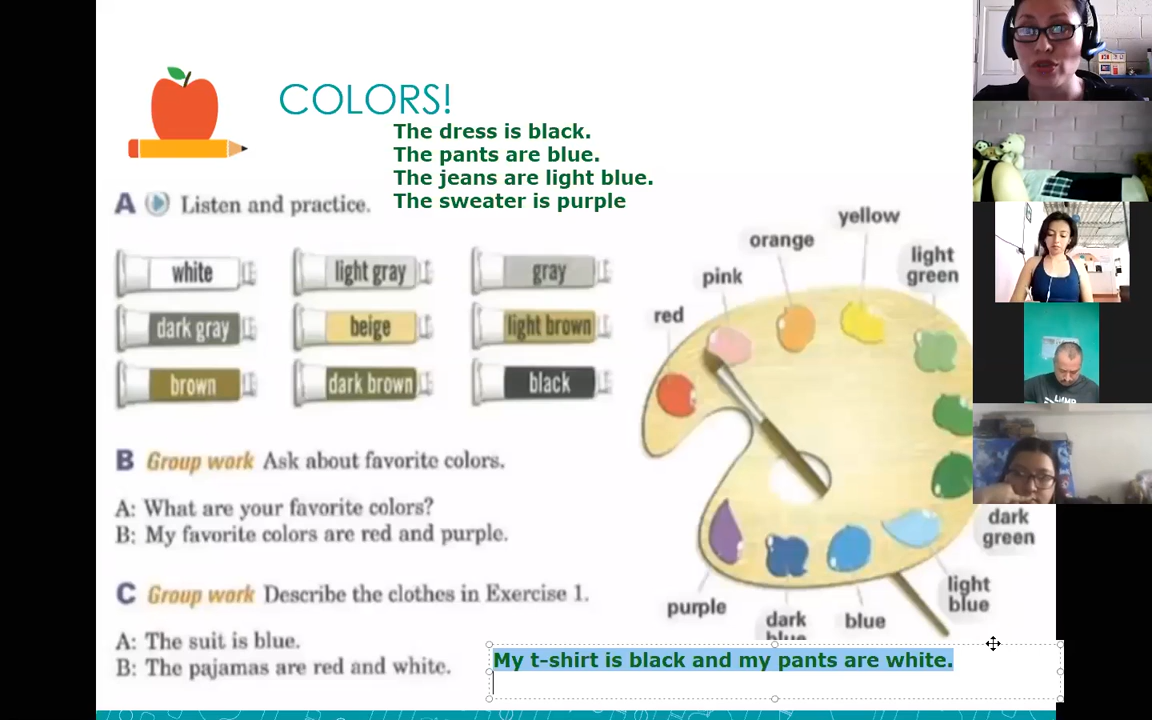 COLORS!
The dress is black.
The pants are blue.
The jeans are light blue.
The sweater is purple
A Listen and practice.
white
light gray
gray
dark gray
beige
light brown
brown
dark brown
black
red
pink
orange
yellow
light
green
dark
green
light
blue
blue
dark
blue
purple
B Group work Ask about favorite colors.
A: What are your favorite colors?
B: My favorite colors are red and purple.
C Group work Describe the clothes in Exercise 1.
A: The suit is blue.
B: The pajamas are red and white.
My t-shirt is black and my pants are white.